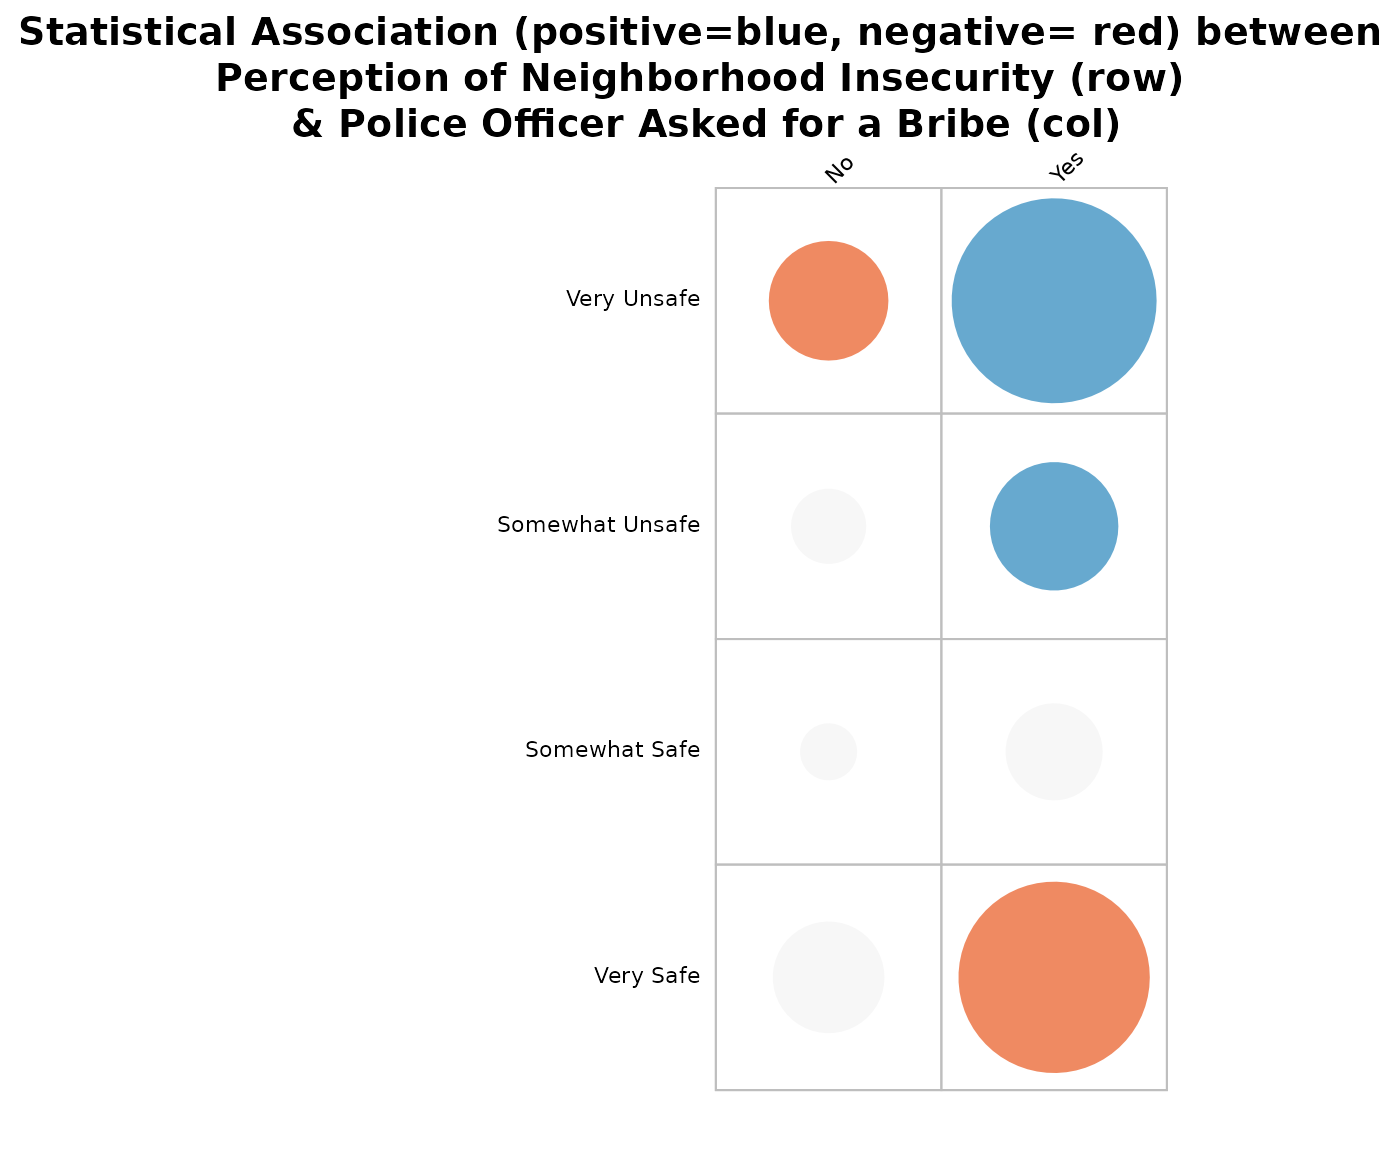 Statistical Association (positive=blue, negative= red) between
Perception of Neighborhood Insecurity (row)
& Police Officer Asked for a Bribe (col)
No Yes
Very Unsafe
Somewhat Unsafe
Somewhat Safe
Very Safe